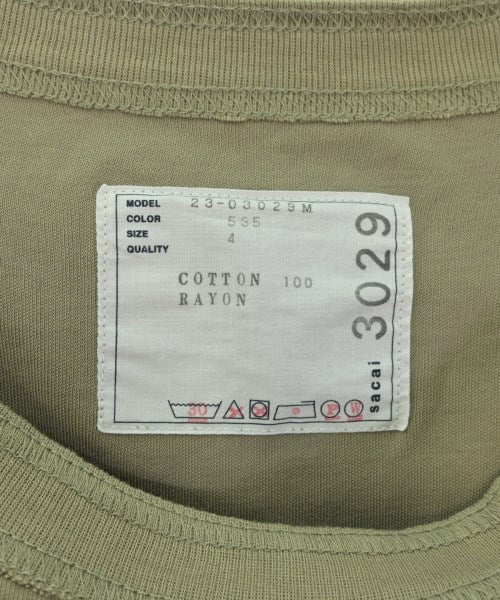 MODEL 23-03029M
COLOR 535
SIZE 4
QUALITY
COTTON 100
RAYON
30
P
W
sacai 3029